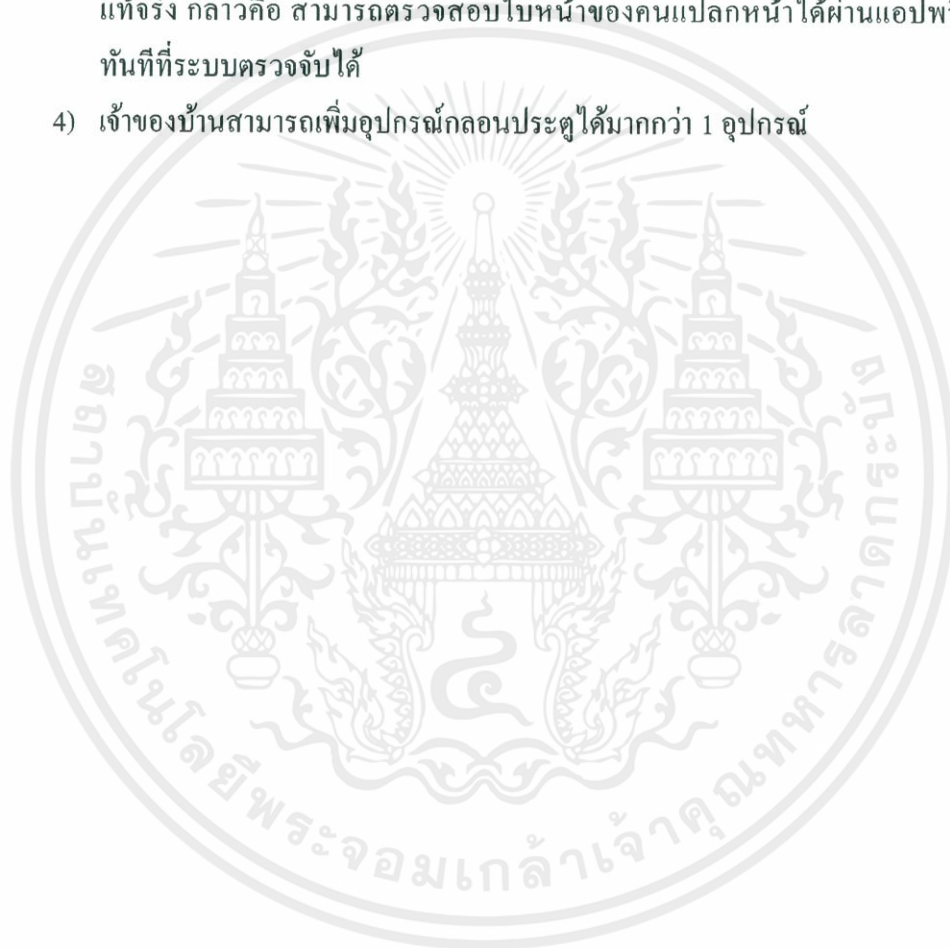 แท้จริง กล่าวคือ สามารถตรวจสอบใบหน้าของคนแปลกหน้าได้ผ่านแอปพ
ทันทีที่ระบบตรวจจับได้
4) เจ้าของบ้านสามารถเพิ่มอุปกรณ์กลอนประตูได้มากกว่า 1 อุปกรณ์
สถาบันเทคโนโลยีพระจอมเกล้าเจ้าคุณทหารลาดกระบัง